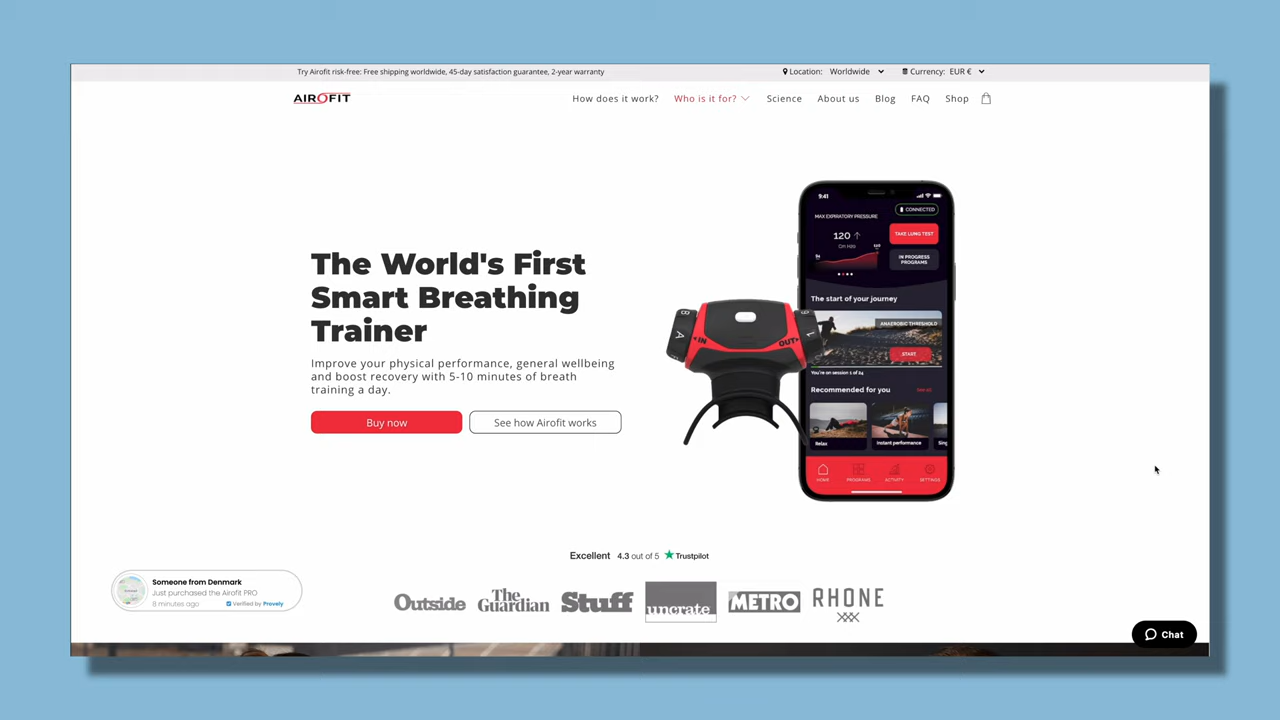 Try Airofit risk-free: Free shipping worldwide, 45-day satisfaction guarantee, 2-year warranty
Location: Worldwide
Currency: EUR €
AIROFIT
How does it work?
Who is it for?
Science
About us
Blog
FAQ
Shop
The World's First
Smart Breathing
Trainer
Improve your physical performance, general wellbeing
and boost recovery with 5-10 minutes of breath
training a day.
Buy now
See how Airofit works
A
IN
OUT
1
9:41
CONNECTED
MAX EXPIRATORY PRESSURE
120
TAKE LUNG TEST
IN PROGRESS
PROGRAMS
The start of your journey
ANAEROBIC THRESHOLD
START
You're on session 1 of 24
Recommended for you
Relax
Instant performance
HOME
PROGRAMS
ACTIVITY
SETTINGS
Excellent 4.3 out of 5 Trustpilot
Someone from Denmark
Just purchased the Airofit PRO
8 minutes ago
Verified by Provely
Outside
The Guardian
Stuff
uncrate
METRO
RHONE
Chat